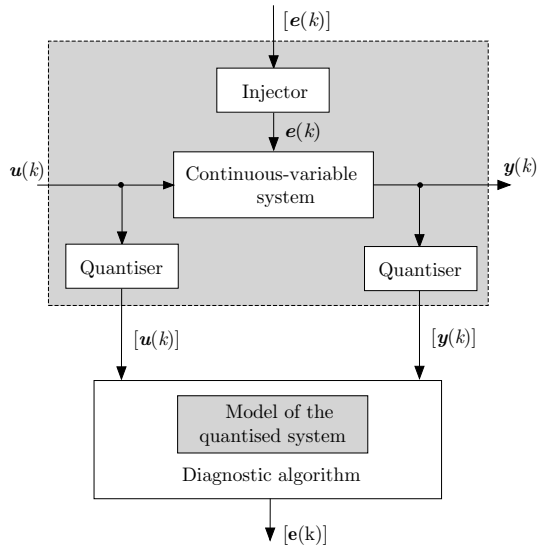 [e(k)]
Injector
e(k)
u(k)
Continuous-variable
system
y(k)
Quantiser
Quantiser
[u(k)]
[y(k)]
Model of the
quantised system
Diagnostic algorithm
[e(k)]